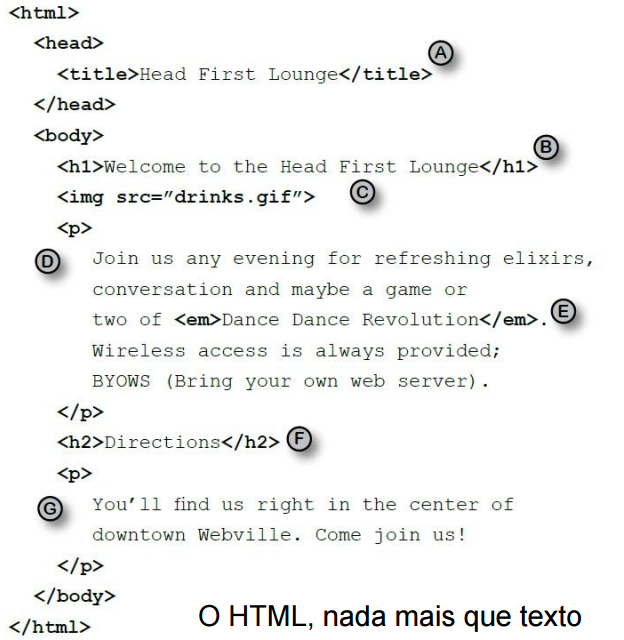 <html>
<head>
<title>Head First Lounge</title> A
</head>
<body>
<h1>Welcome to the Head First Lounge</h1> B
<img src=”drinks.gif”> C
<p>
D Join us any evening for refreshing elixirs,
conversation and maybe a game or
two of <em>Dance Dance Revolution</em>. E
Wireless access is always provided;
BYOWS (Bring your own web server).
</p>
<h2>Directions</h2> F
<p>
G You’ll find us right in the center of
downtown Webville. Come join us!
</p>
</body>
</html>
O HTML, nada mais que texto